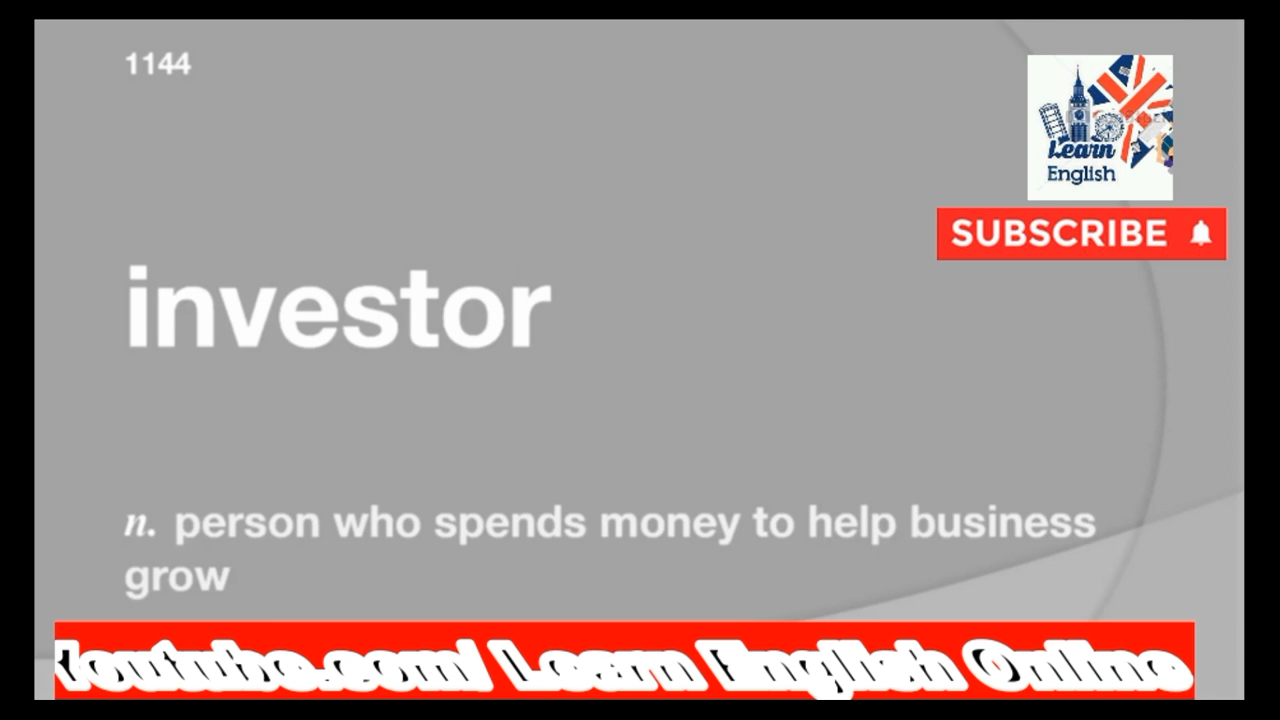 1144
Learn
English
SUBSCRIBE
investor
n. person who spends money to help business
grow
Youtube.com/ Learn English Online